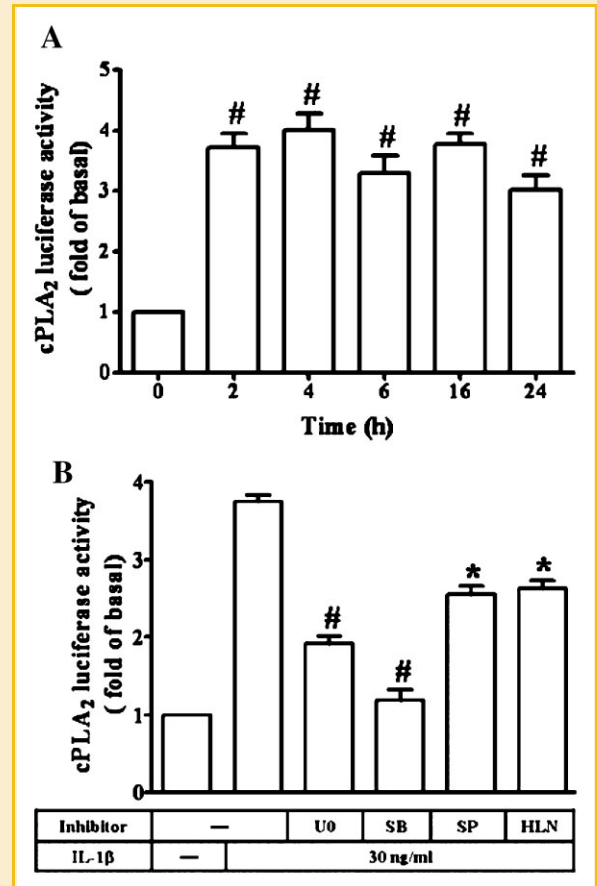 A
cPLA₂ luciferase activity
( fold of basal)
5
4
3
2
1
0
# # # # #
0 2 4 6 16 24
Time (h)
B
cPLA₂ luciferase activity
( fold of basal)
4
3
2
1
0
# # * *
Inhibitor — U0 SB SP HLN
IL-1β — 30 ng/ml